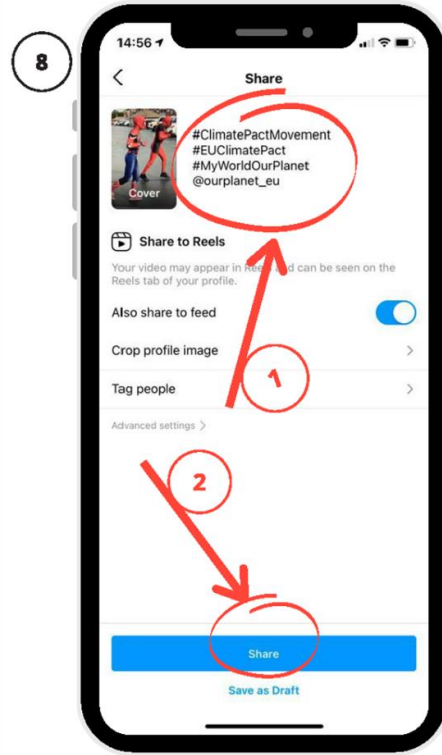 8
14:56
Share
#ClimatePactMovement
#EUClimatePact
#MyWorldOurPlanet
@ourplanet_eu
Cover
Share to Reels
Your video may appear in Reels and can be seen on the
Reels tab of your profile.
Also share to feed
Crop profile image
1
Tag people
Advanced settings
2
Share
Save as Draft